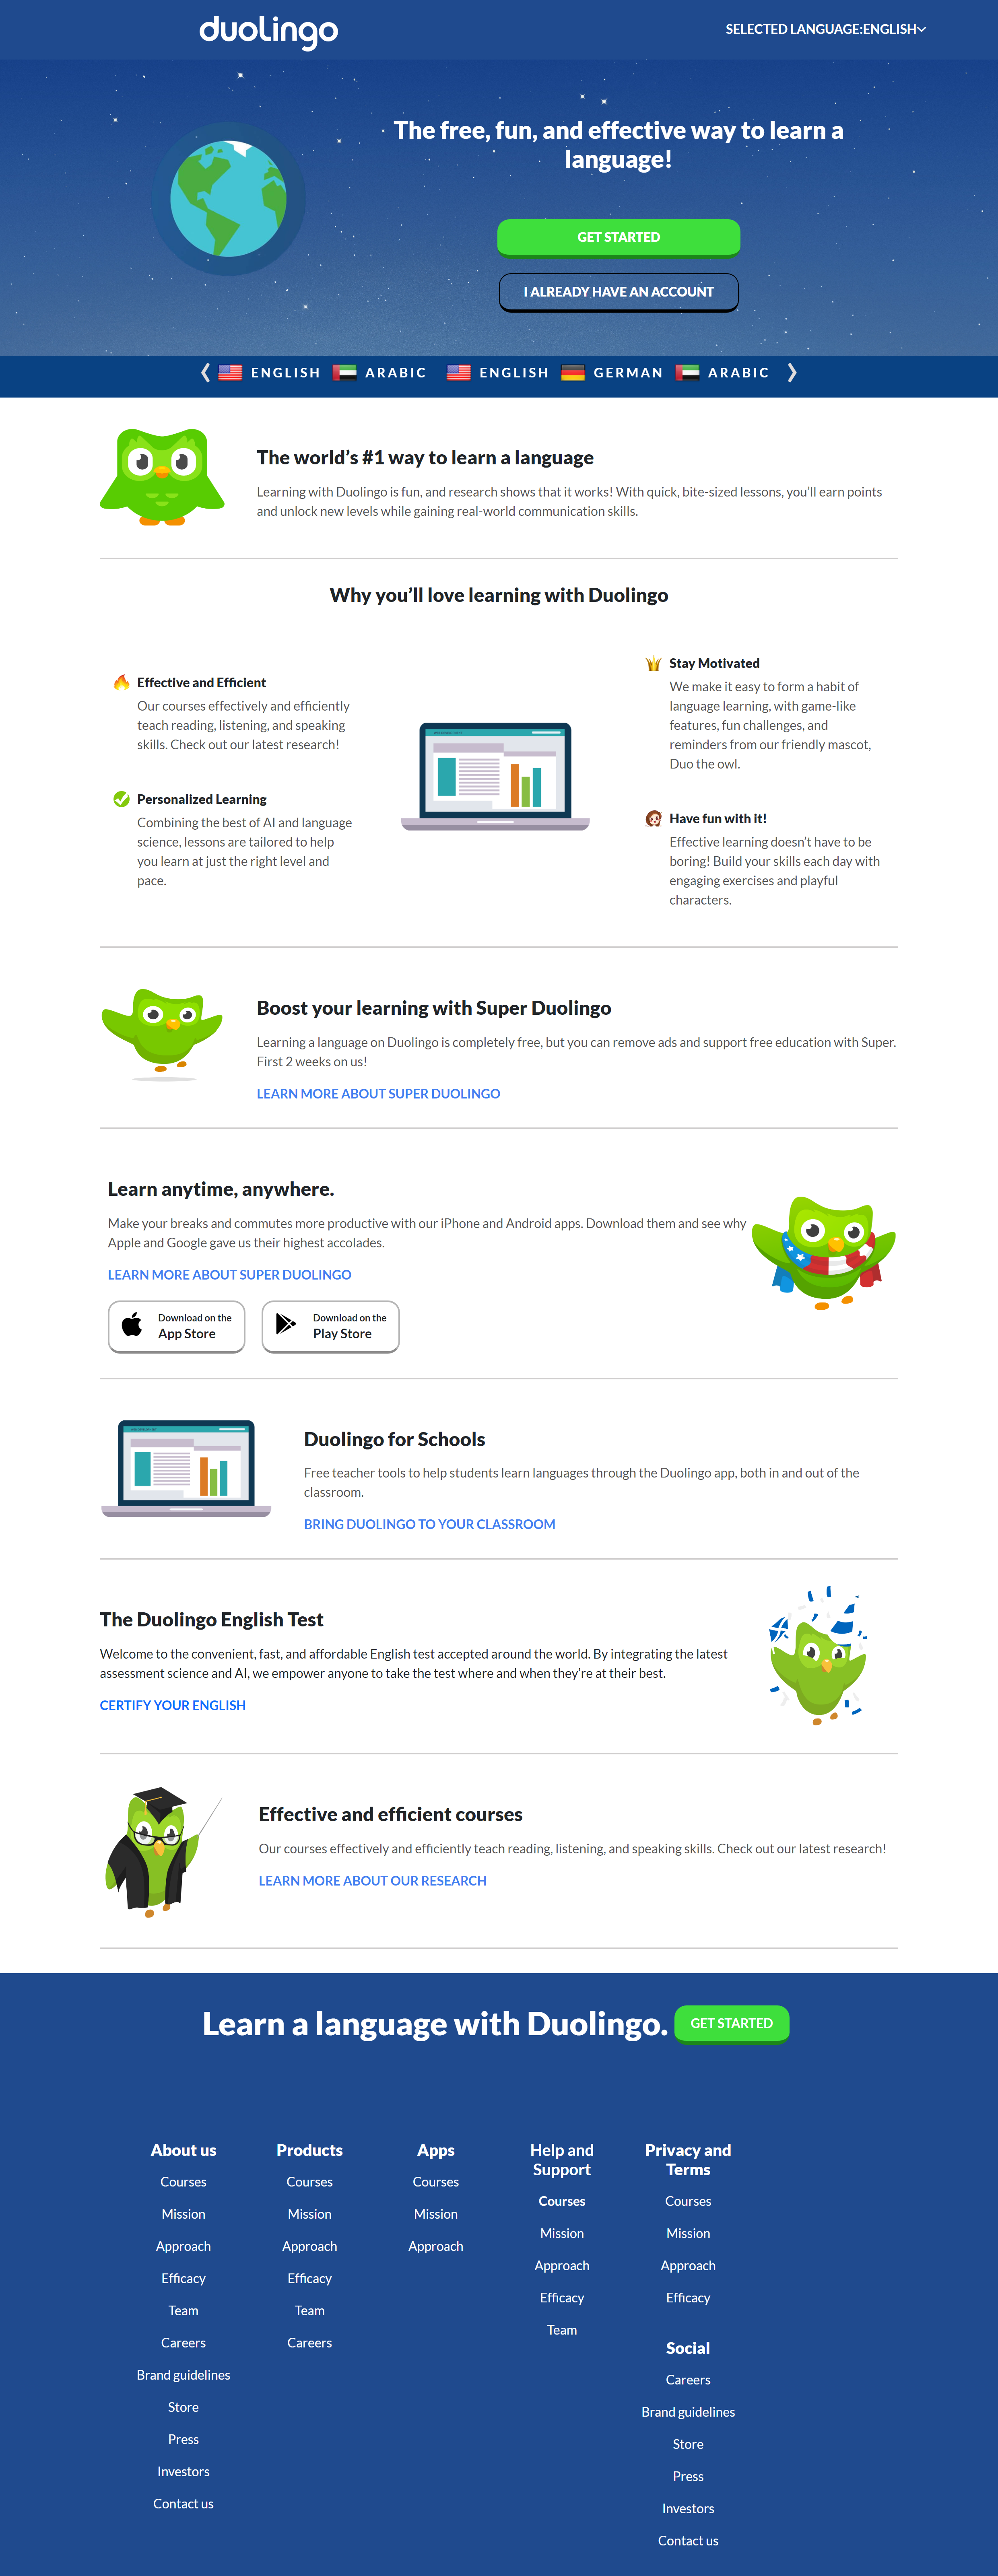 duolingo
SELECTED LANGUAGE:ENGLISH
The free, fun, and effective way to learn a
language!
GET STARTED
I ALREADY HAVE AN ACCOUNT
ENGLISH ARABIC ENGLISH GERMAN ARABIC
The world's #1 way to learn a language
Learning with Duolingo is fun, and research shows that it works! With quick, bite-sized lessons, you'll earn points
and unlock new levels while gaining real-world communication skills.
Why you'll love learning with Duolingo
Effective and Efficient
Our courses effectively and efficiently
teach reading, listening, and speaking
skills. Check out our latest research!
Personalized Learning
Combining the best of AI and language
science, lessons are tailored to help
you learn at just the right level and
pace.
Stay Motivated
We make it easy to form a habit of
language learning, with game-like
features, fun challenges, and
reminders from our friendly mascot,
Duo the owl.
Have fun with it!
Effective learning doesn't have to be
boring! Build your skills each day with
engaging exercises and playful
characters.
Boost your learning with Super Duolingo
Learning a language on Duolingo is completely free, but you can remove ads and support free education with Super.
First 2 weeks on us!
LEARN MORE ABOUT SUPER DUOLINGO
Learn anytime, anywhere.
Make your breaks and commutes more productive with our iPhone and Android apps. Download them and see why
Apple and Google gave us their highest accolades.
LEARN MORE ABOUT SUPER DUOLINGO
Download on the
App Store
Download on the
Play Store
Duolingo for Schools
Free teacher tools to help students learn languages through the Duolingo app, both in and out of the
classroom.
BRING DUOLINGO TO YOUR CLASSROOM
The Duolingo English Test
Welcome to the convenient, fast, and affordable English test accepted around the world. By integrating the latest
assessment science and AI, we empower anyone to take the test where and when they're at their best.
CERTIFY YOUR ENGLISH
Effective and efficient courses
Our courses effectively and efficiently teach reading, listening, and speaking skills. Check out our latest research!
LEARN MORE ABOUT OUR RESEARCH
Learn a language with Duolingo.
GET STARTED
About us
Courses
Mission
Approach
Efficacy
Team
Careers
Brand guidelines
Store
Press
Investors
Contact us
Products
Courses
Mission
Approach
Efficacy
Team
Careers
Apps
Courses
Mission
Approach
Help and
Support
Courses
Mission
Approach
Efficacy
Team
Privacy and
Terms
Courses
Mission
Approach
Efficacy
Social
Careers
Brand guidelines
Store
Press
Investors
Contact us